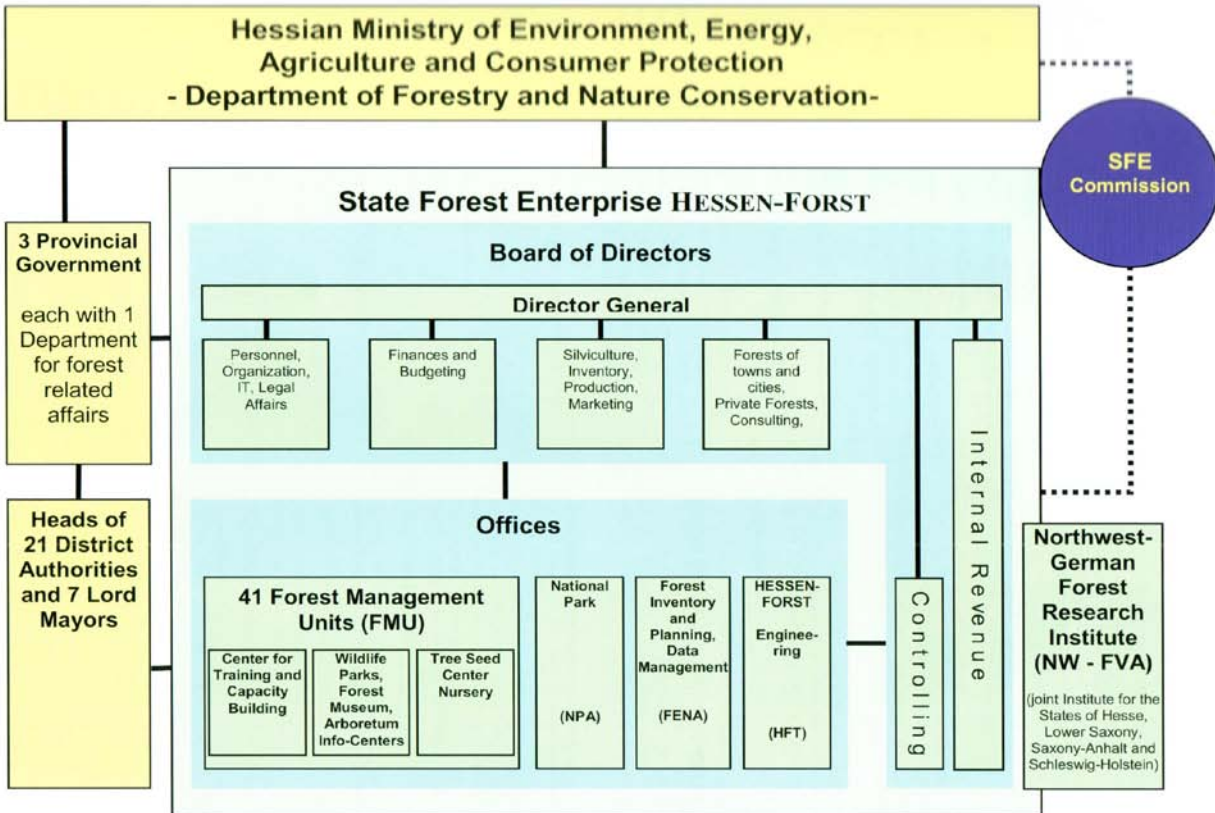 Hessian Ministry of Environment, Energy,
Agriculture and Consumer Protection
- Department of Forestry and Nature Conservation-
SFE
Commission
State Forest Enterprise HESSEN-FORST
3 Provincial
Government
each with 1
Department
for forest
related
affairs
Board of Directors
Director General
Personnel,
Organization,
IT, Legal
Affairs
Finances and
Budgeting
Silviculture,
Inventory,
Production,
Marketing
Forests of
towns and
cities,
Private Forests,
Consulting,
Internal Revenue
Controlling
Heads of
21 District
Authorities
and 7 Lord
Mayors
Offices
41 Forest Management
Units (FMU)
Center for
Training and
Capacity
Building
Wildlife
Parks,
Forest
Museum,
Arboretum
Info-Centers
Tree Seed
Center
Nursery
National
Park
(NPA)
Forest
Inventory
and
Planning,
Data
Management
(FENA)
HESSEN-
FORST
Enginee-
ring
(HFT)
Northwest-
German
Forest
Research
Institute
(NW - FVA)
(joint Institute for the
States of Hesse,
Lower Saxony,
Saxony-Anhalt and
Schleswig-Holstein)